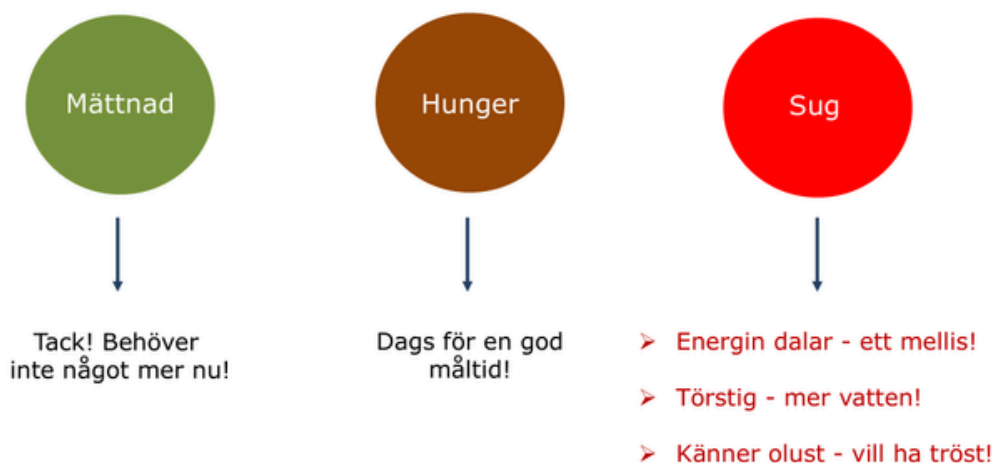 Mättnad
Hunger
Sug
Tack! Behöver
inte något mer nu!
Dags för en god
måltid!
➢ Energin dalar - ett mellis!
➢ Törstig - mer vatten!
➢ Känner olust - vill ha tröst!